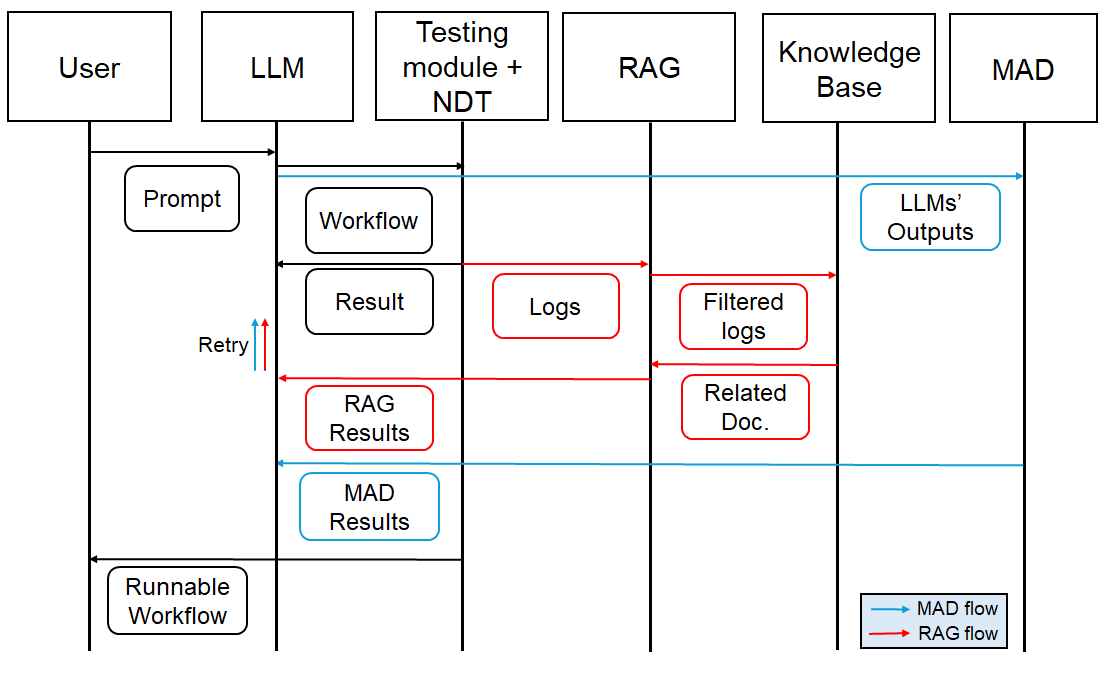 User
LLM
Testing
module +
NDT
RAG
Knowledge
Base
MAD
Prompt
Workflow
LLMs’
Outputs
Result
Logs
Filtered
logs
Retry
RAG
Results
Related
Doc.
MAD
Results
Runnable
Workflow
MAD flow
RAG flow